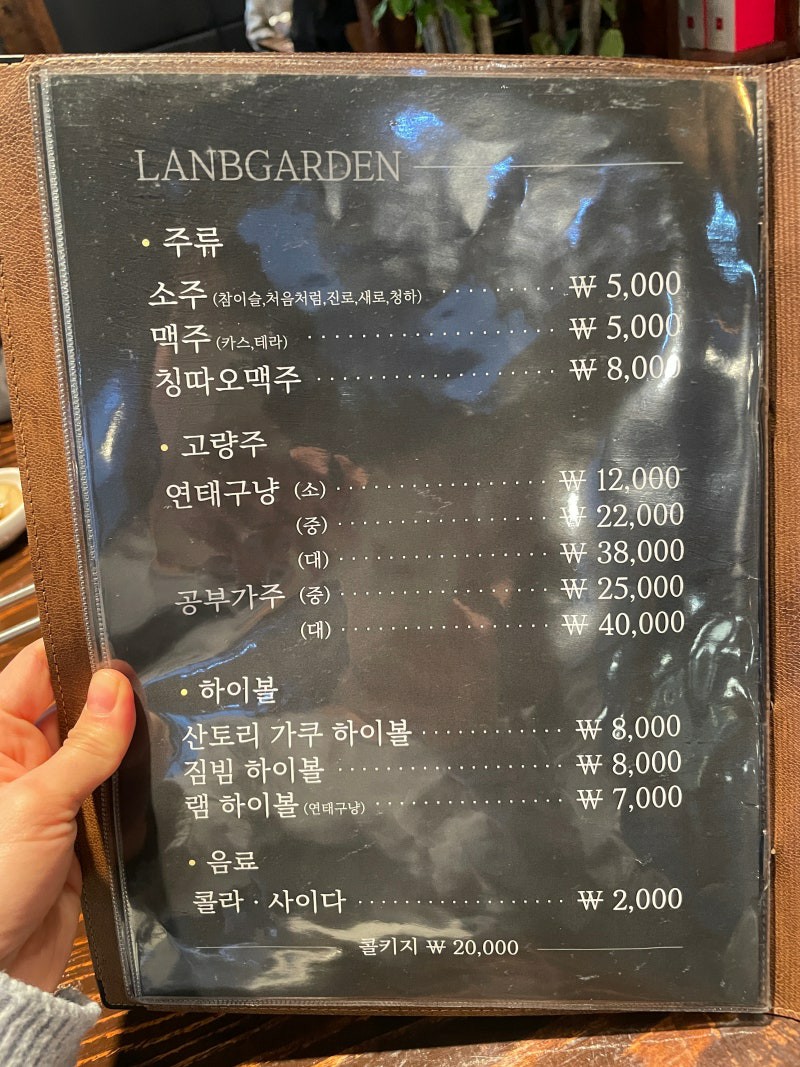 LANBGARDEN
• 주류
소주 (참이슬,처음처럼,진로,새로,청하) ₩ 5,000
맥주 (카스,테라) ₩ 5,000
칭따오맥주 ₩ 8,000
• 고량주
연태구냥 (소) ₩ 12,000
(중) ₩ 22,000
(대) ₩ 38,000
공부가주 (중) ₩ 25,000
(대) ₩ 40,000
• 하이볼
산토리 가쿠 하이볼 ₩ 8,000
짐빔 하이볼 ₩ 8,000
램 하이볼 (연태구냥) ₩ 7,000
• 음료
콜라 · 사이다 ₩ 2,000
콜키지 ₩ 20,000